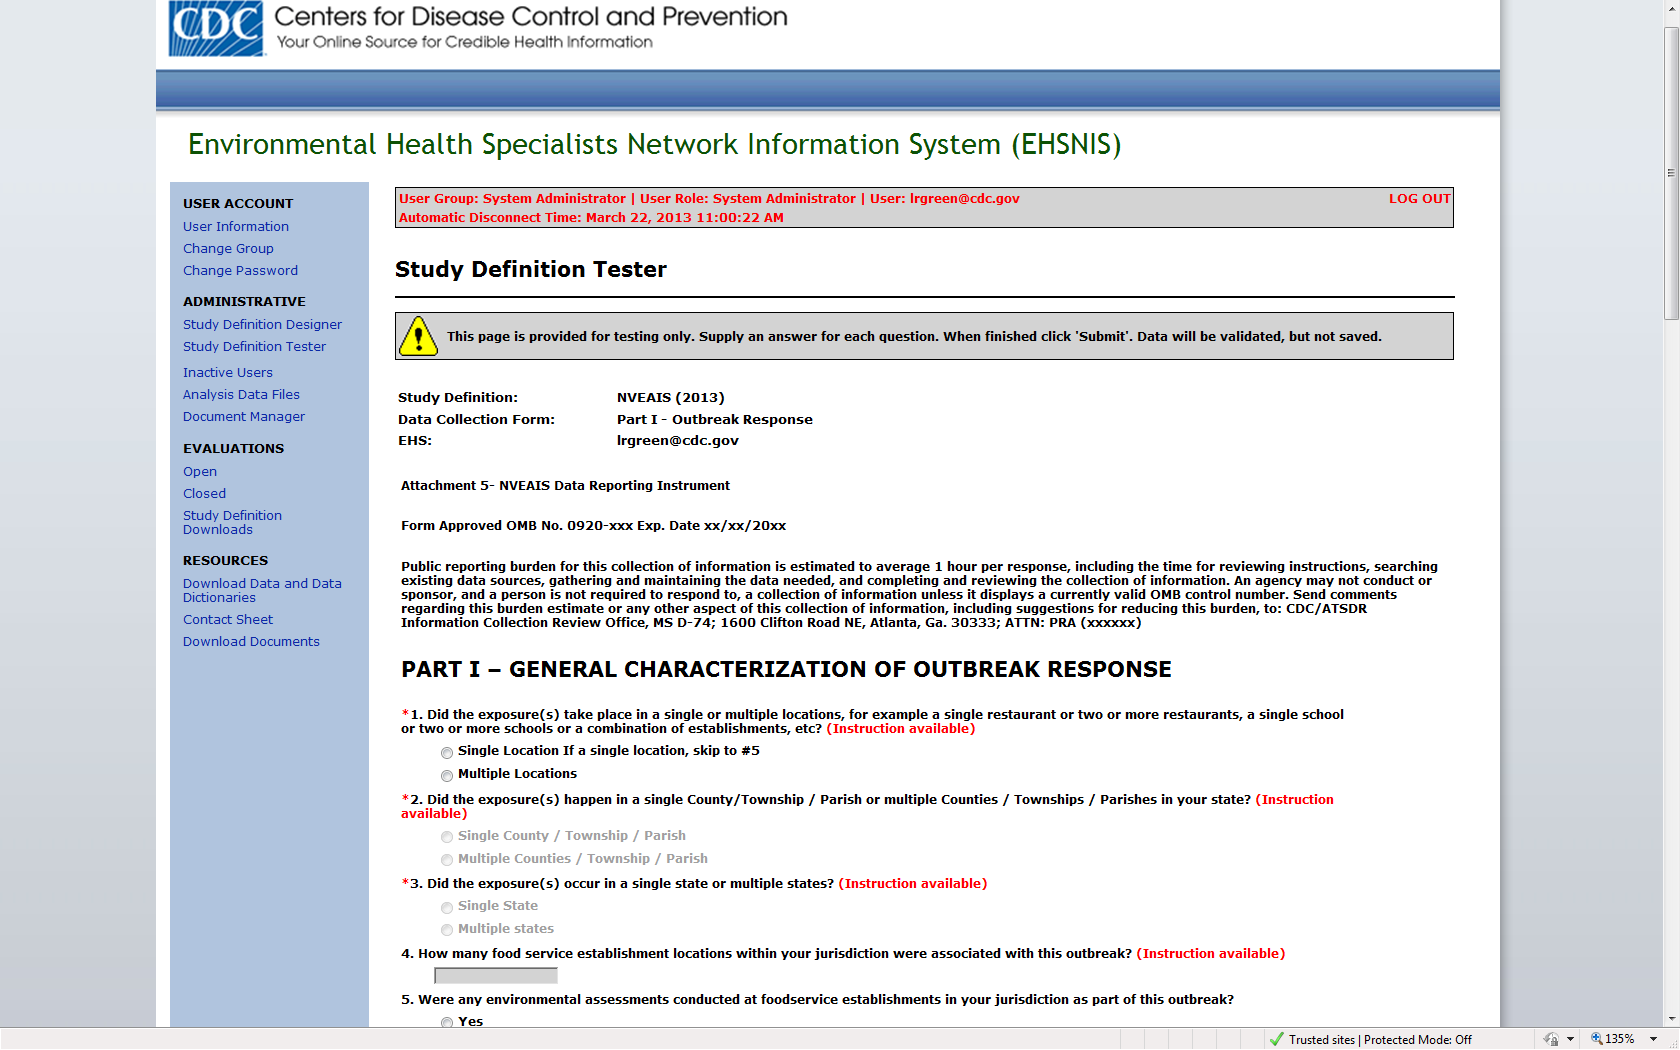 CDC
Centers for Disease Control and Prevention
Your Online Source for Credible Health Information
Environmental Health Specialists Network Information System (EHSNIS)
USER ACCOUNT
User Information
Change Group
Change Password
ADMINISTRATIVE
Study Definition Designer
Study Definition Tester
Inactive Users
Analysis Data Files
Document Manager
EVALUATIONS
Open
Closed
Study Definition
Downloads
RESOURCES
Download Data and Data
Dictionaries
Contact Sheet
Download Documents
User Group: System Administrator | User Role: System Administrator | User: lrgreen@cdc.gov LOG OUT
Automatic Disconnect Time: March 22, 2013 11:00:22 AM
Study Definition Tester
This page is provided for testing only. Supply an answer for each question. When finished click 'Submit'. Data will be validated, but not saved.
Study Definition: NVEAIS (2013)
Data Collection Form: Part I - Outbreak Response
EHS: lrgreen@cdc.gov
Attachment 5- NVEAIS Data Reporting Instrument
Form Approved OMB No. 0920-xxx Exp. Date xx/xx/20xx
Public reporting burden for this collection of information is estimated to average 1 hour per response, including the time for reviewing instructions, searching
existing data sources, gathering and maintaining the data needed, and completing and reviewing the collection of information. An agency may not conduct or
sponsor, and a person is not required to respond to, a collection of information unless it displays a currently valid OMB control number. Send comments
regarding this burden estimate or any other aspect of this collection of information, including suggestions for reducing this burden, to: CDC/ATSDR
Information Collection Review Office, MS D-74; 1600 Clifton Road NE, Atlanta, Ga. 30333; ATTN: PRA (xxxxxx)
PART I – GENERAL CHARACTERIZATION OF OUTBREAK RESPONSE
*1. Did the exposure(s) take place in a single or multiple locations, for example a single restaurant or two or more restaurants, a single school
or two or more schools or a combination of establishments, etc? (Instruction available)
Single Location If a single location, skip to #5
Multiple Locations
*2. Did the exposure(s) happen in a single County/Township / Parish or multiple Counties / Townships / Parishes in your state? (Instruction
available)
Single County / Township / Parish
Multiple Counties / Township / Parish
*3. Did the exposure(s) occur in a single state or multiple states? (Instruction available)
Single State
Multiple states
4. How many food service establishment locations within your jurisdiction were associated with this outbreak? (Instruction available)
5. Were any environmental assessments conducted at foodservice establishments in your jurisdiction as part of this outbreak?
Yes
Trusted sites | Protected Mode: Off
135%